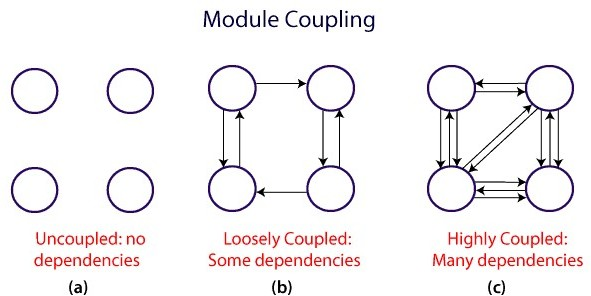 Module Coupling
Uncoupled: no
dependencies
(a)
Loosely Coupled:
Some dependencies
(b)
Highly Coupled:
Many dependencies
(c)